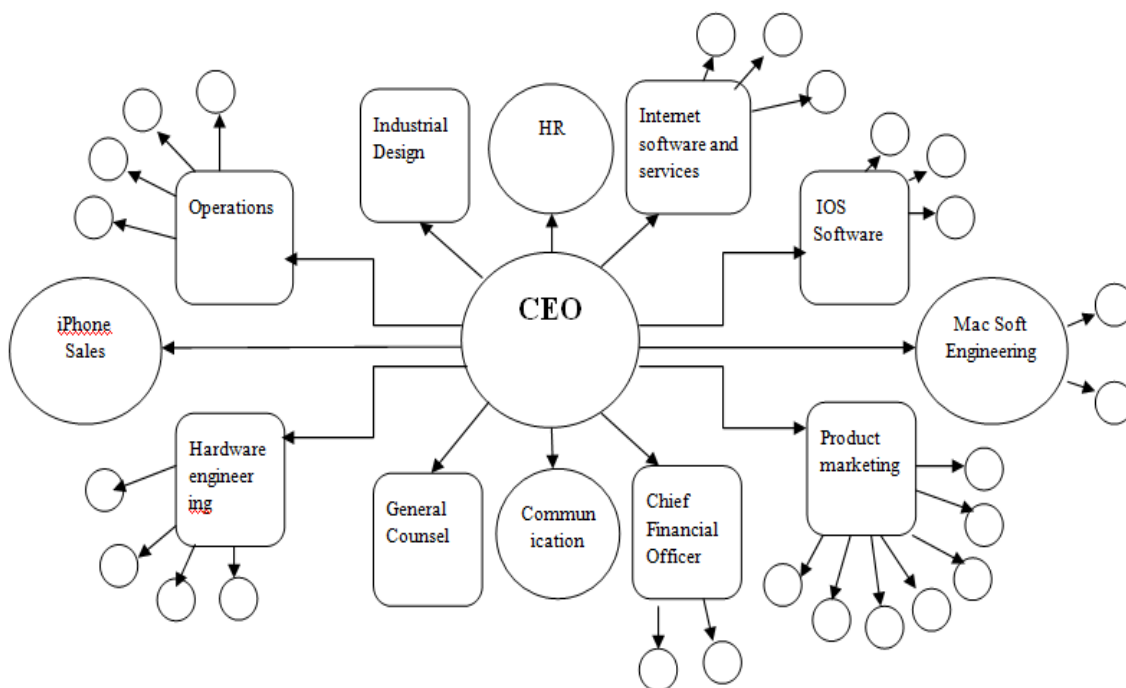 Industrial
Design
HR
Internet
software and
services
Operations
IOS
Software
CEO
iPhone
Sales
Mac Soft
Engineering
Hardware
engineer
ing
General
Counsel
Commun
ication
Chief
Financial
Officer
Product
marketing